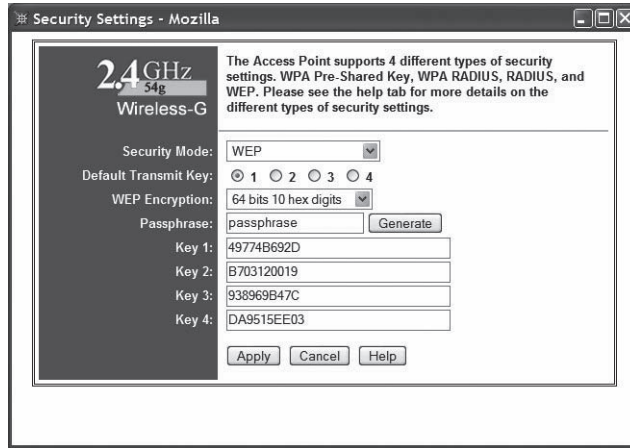 Security Settings - Mozilla
2.4 GHz
54g
Wireless-G
The Access Point supports 4 different types of security
settings. WPA Pre-Shared Key, WPA RADIUS, RADIUS, and
WEP. Please see the help tab for more details on the
different types of security settings.
Security Mode: WEP
Default Transmit Key: 1 2 3 4
WEP Encryption: 64 bits 10 hex digits
Passphrase: passphrase Generate
Key 1: 49774B692D
Key 2: B703120019
Key 3: 938969B47C
Key 4: DA9515EE03
Apply Cancel Help